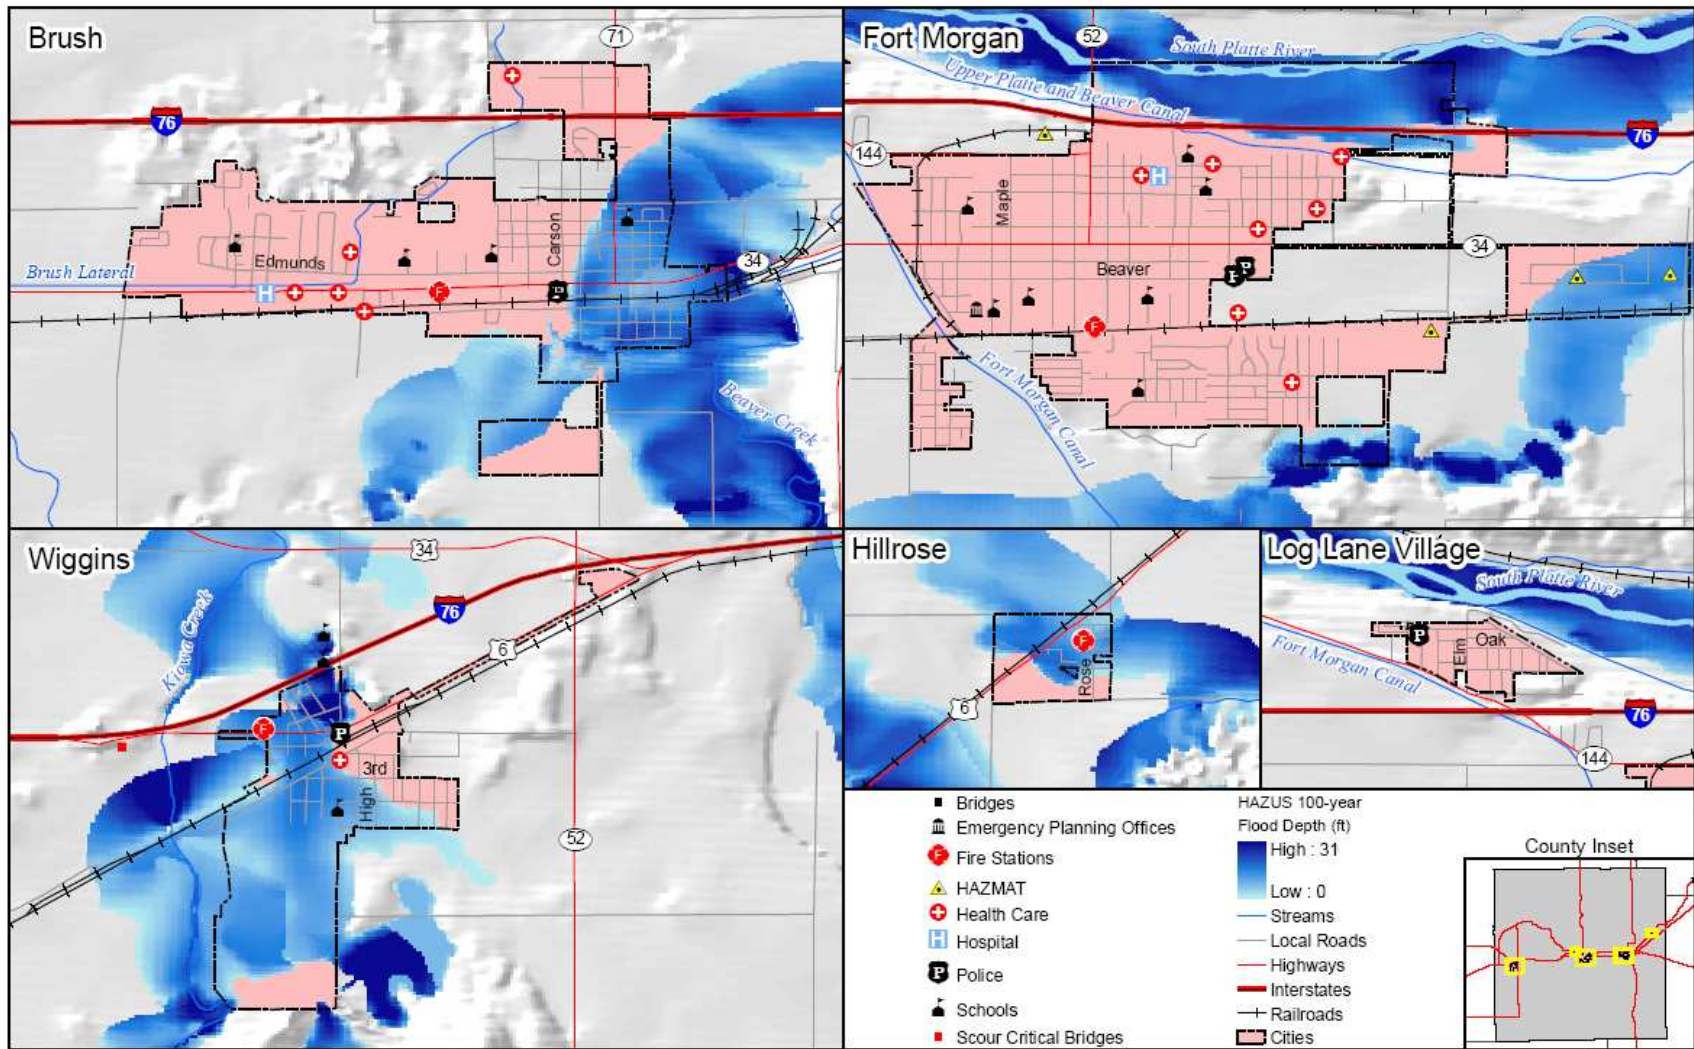 Brush
71
76
Carson
Edmunds
Brush Lateral
34
H
F
P
Beaver Creek
Fort Morgan
52
South Platte River
Upper Platte and Beaver Canal
76
144
H
Maple
34
Beaver
P
P
F
Fort Morgan Canal
Wiggins
34
Kiowa Creek
76
6
F
P
3rd
High
52
Hillrose
F
Rose
6
Log Lane Village
South Platte River
P
Elm
Oak
Fort Morgan Canal
76
144
Bridges
Emergency Planning Offices
F Fire Stations
HAZMAT
Health Care
H Hospital
P Police
Schools
Scour Critical Bridges
HAZUS 100-year
Flood Depth (ft)
High : 31
Low : 0
Streams
Local Roads
Highways
Interstates
Railroads
Cities
County Inset